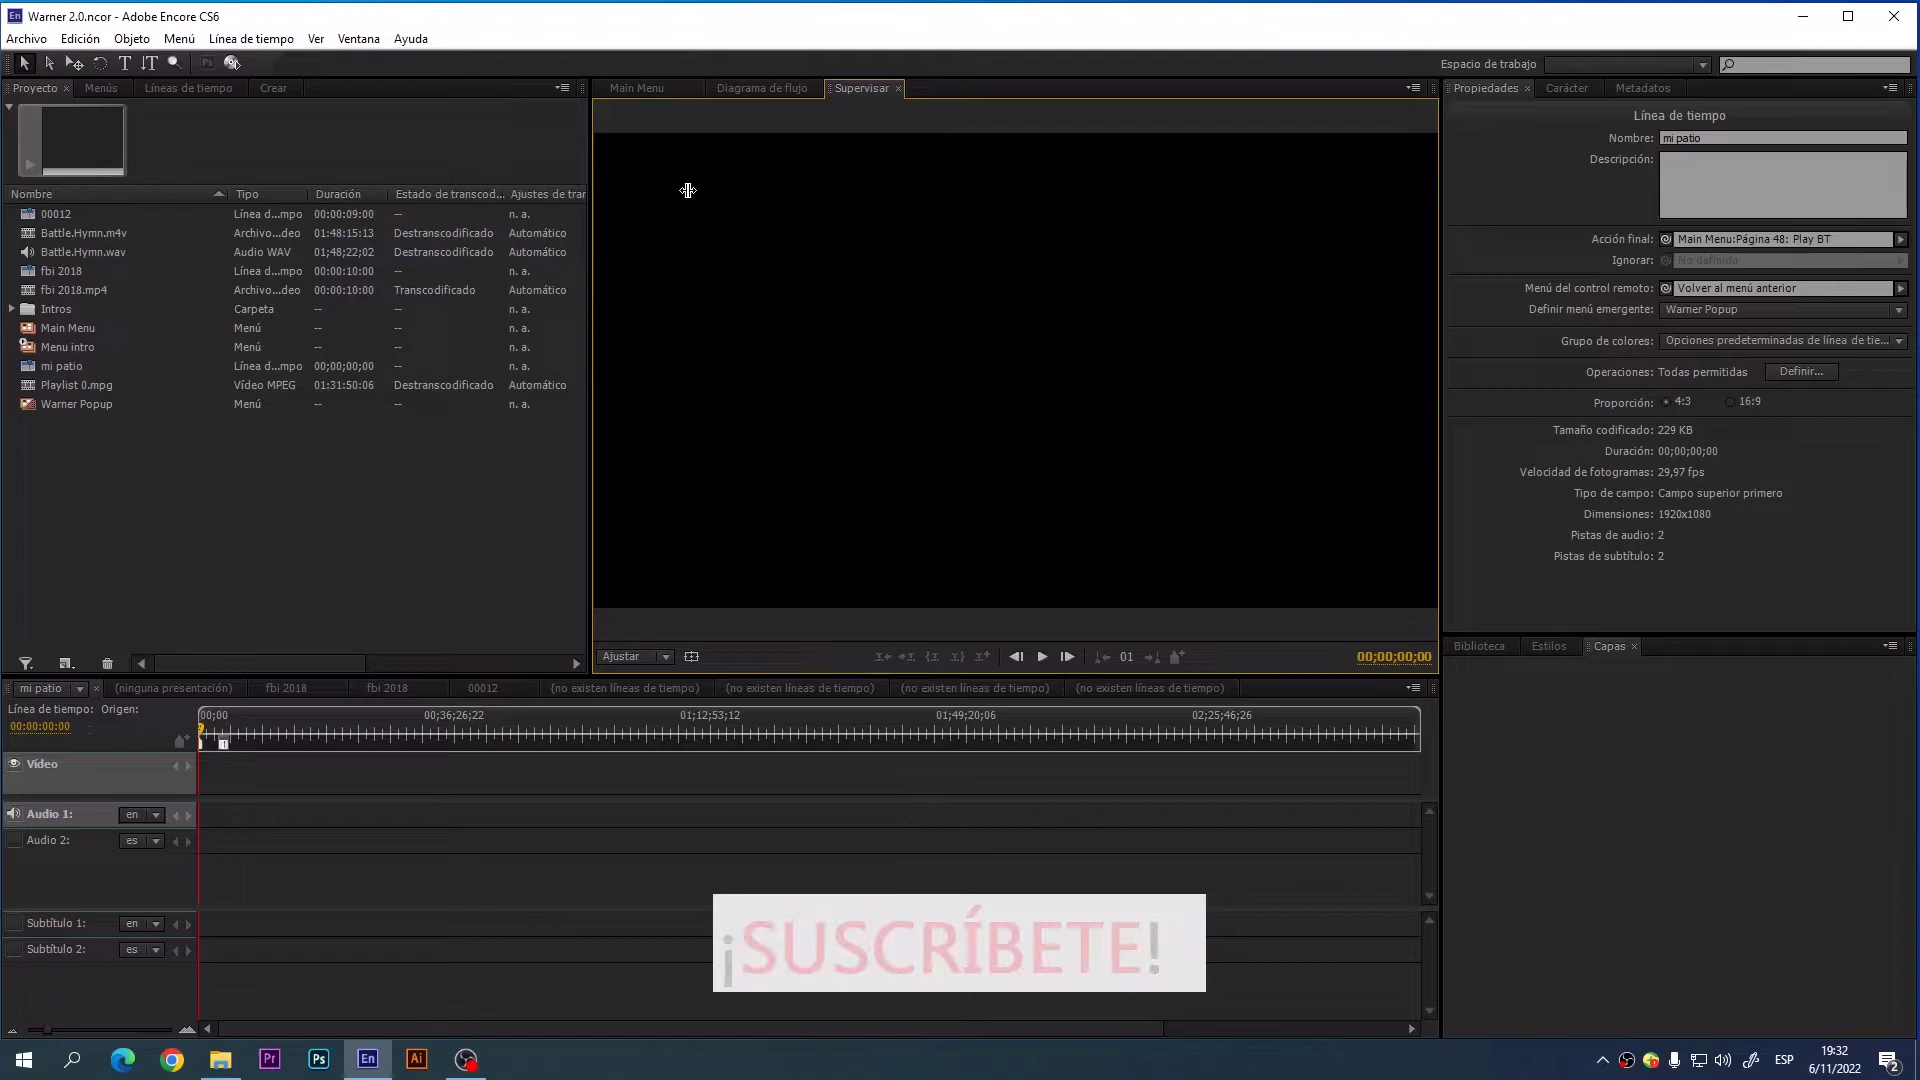 En Warner 2.0.ncor - Adobe Encore CS6
Archivo Edición Objeto Menú Línea de tiempo Ver Ventana Ayuda
T T Ps Espacio de trabajo
Proyecto × Menús Líneas de tiempo Crear
Main Menu Diagrama de flujo Supervisar ×
Propiedades × Carácter Metadatos
Línea de tiempo
Nombre: mi patio
Descripción:
Acción final: Main Menu:Página 48: Play BT
Ignorar: No definida
Menú del control remoto: Volver al menú anterior
Definir menú emergente: Warner Popup
Grupo de colores: Opciones predeterminadas de línea de tie...
Operaciones: Todas permitidas Definir...
Proporción: 4:3 16:9
Tamaño codificado: 229 KB
Duración: 00;00;00;00
Velocidad de fotogramas: 29,97 fps
Tipo de campo: Campo superior primero
Dimensiones: 1920x1080
Pistas de audio: 2
Pistas de subtítulo: 2
Nombre Tipo Duración Estado de transcod... Ajustes de trar
00012 Línea d...mpo 00:00:09:00 -- n. a.
Battle.Hymn.m4v Archivo...deo 01:48:15:13 Destranscodificado Automático
Battle.Hymn.wav Audio WAV 01;48;22;02 Destranscodificado Automático
fbi 2018 Línea d...mpo 00:00:10:00 -- n. a.
fbi 2018.mp4 Archivo...deo 00:00:10:00 Transcodificado Automático
Intros Carpeta -- -- n. a.
Main Menu Menú -- -- n. a.
Menu intro Menú -- -- n. a.
mi patio Línea d...mpo 00;00;00;00 -- n. a.
Playlist 0.mpg Vídeo MPEG 01:31:50:06 Destranscodificado Automático
Warner Popup Menú -- -- n. a.
Ajustar 01 00;00;00;00
Biblioteca Estilos Capas ×
mi patio × (ninguna presentación) fbi 2018 fbi 2018 00012 (no existen líneas de tiempo) (no existen líneas de tiempo) (no existen líneas de tiempo) (no existen líneas de tiempo)
Línea de tiempo: Origen:
00:00:00:00
00;00 00;36;26;22 01;12;53;12 01;49;20;06 02;25;46;26
1
Vídeo
Audio 1: en
Audio 2: es
Subtítulo 1: en
Subtítulo 2: es
¡SUSCRÍBETE!
Pr Ps En Ai
ESP
19:32
6/11/2022
2